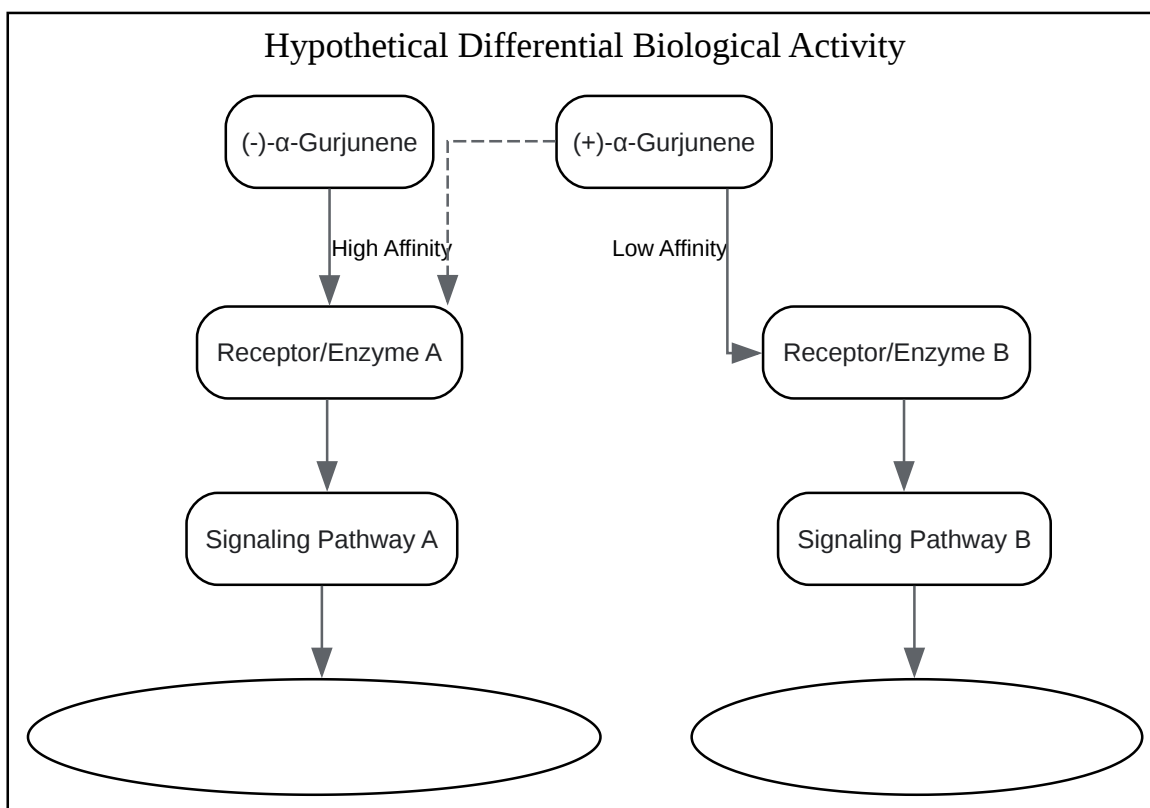 Hypothetical Differential Biological Activity
(-)-α-Gurjunene
(+)-α-Gurjunene
High Affinity
Low Affinity
Receptor/Enzyme A
Receptor/Enzyme B
Signaling Pathway A
Signaling Pathway B